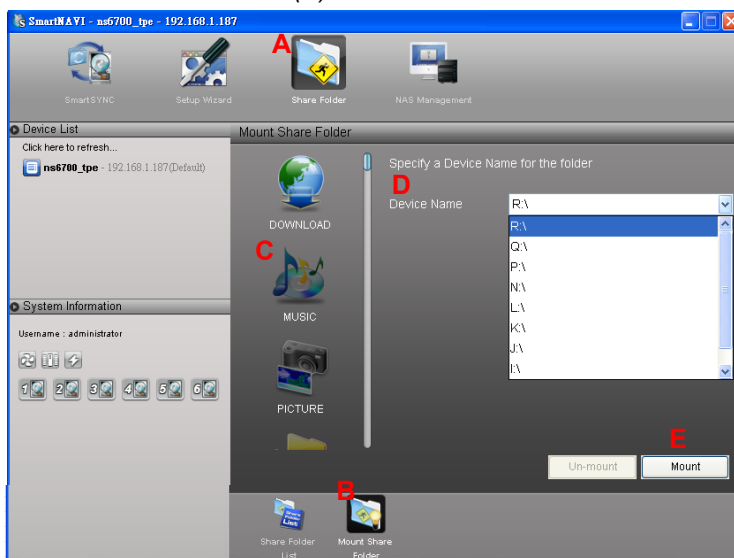 SmartNAVI - ns6700_tpe - 192.168.1.187
A
SmartSYNC
Setup Wizard
Share Folder
NAS Management
Device List
Click here to refresh...
ns6700_tpe - 192.168.1.187(Default)
System Information
Username : administrator
1 2 3 4 5 6
Mount Share Folder
DOWNLOAD
C
MUSIC
PICTURE
Specify a Device Name for the folder
D
Device Name
R:\
R:\
Q:\
P:\
N:\
L:\
K:\
J:\
I:\
E
Un-mount
Mount
B
Share Folder
List
Mount Share
Folder